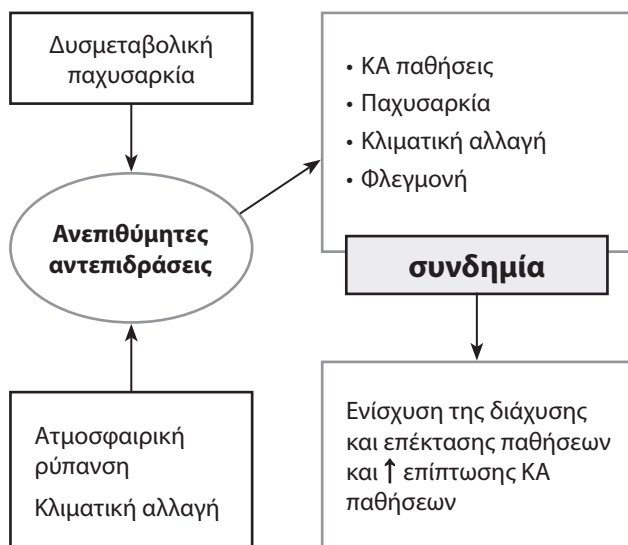 Δυσμεταβολική
παχυσαρκία
Ανεπιθύμητες
αντεπιδράσεις
Ατμοσφαιρική
ρύπανση
Κλιματική αλλαγή
• ΚΑ παθήσεις
• Παχυσαρκία
• Κλιματική αλλαγή
• Φλεγμονή
συνδημία
Ενίσχυση της διάχυσης
και επέκτασης παθήσεων
και ↑ επίπτωσης ΚΑ
παθήσεων